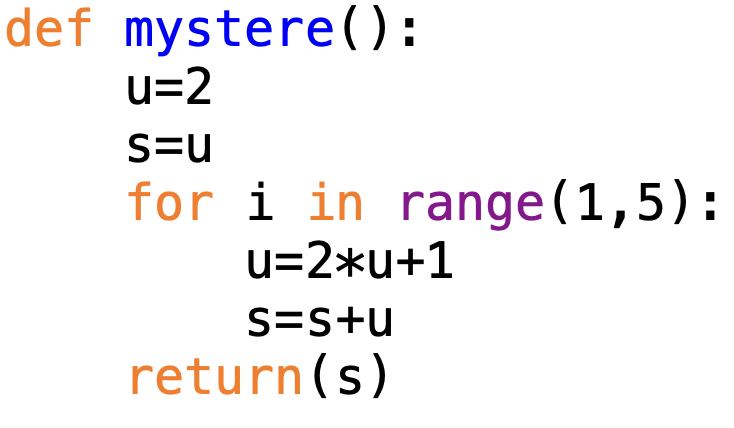 def mystere():
    u=2
    s=u
    for i in range(1,5):
        u=2*u+1
        s=s+u
    return(s)